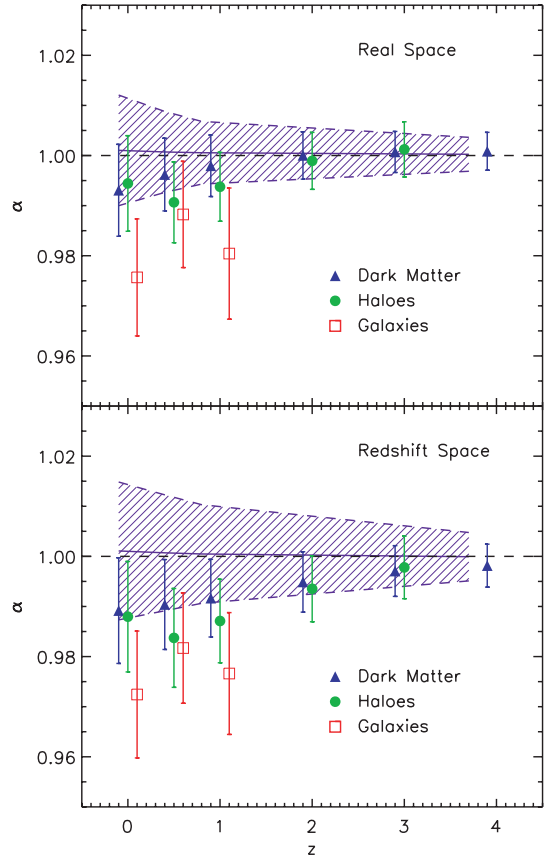 1.02
Real Space
1.00
α
0.98
Dark Matter
Haloes
Galaxies
0.96
1.02
Redshift Space
1.00
α
0.98
Dark Matter
Haloes
Galaxies
0.96
0 1 2 3 4
z